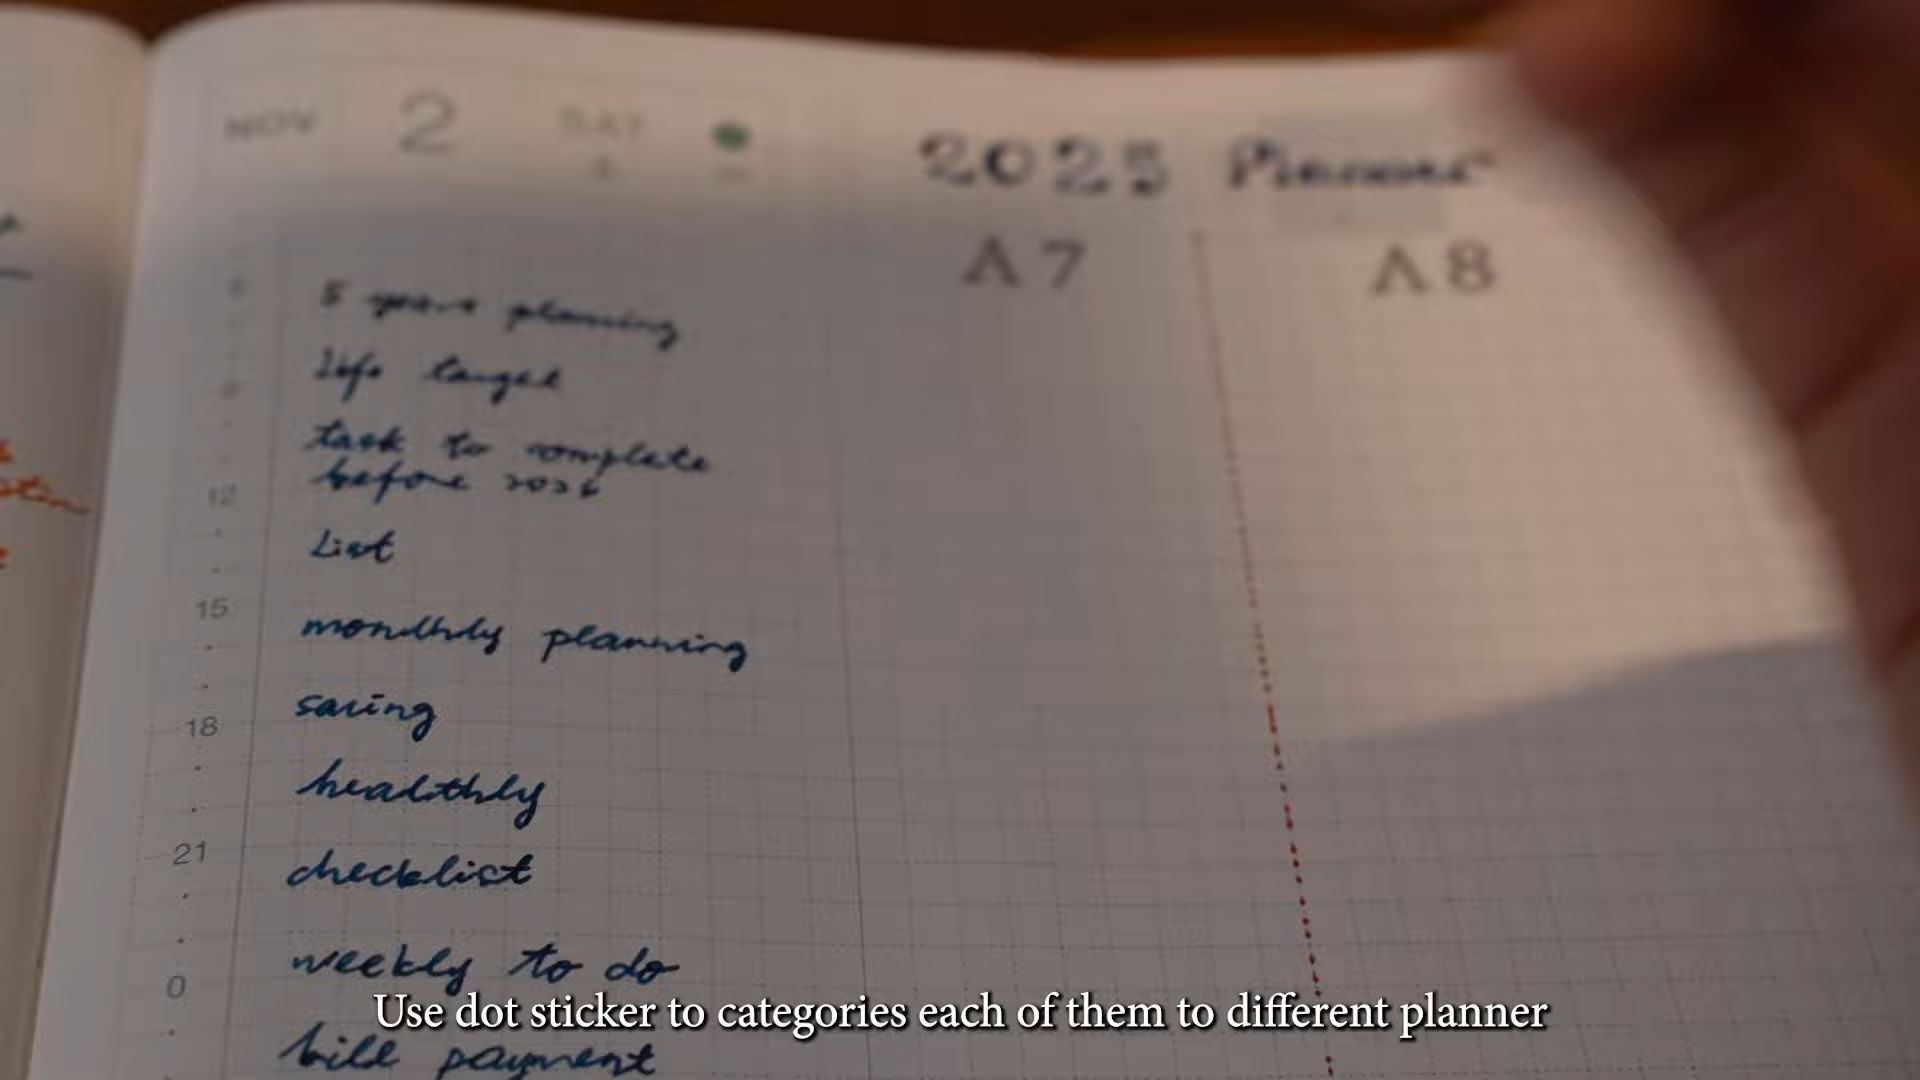 NOV 2 SAT
2025 Planner
A7 A8
5 years planning
Life target
task to complete
before 2026
12
List
15
monthly planning
saving
18
healthly
checklist
21
weekly to do
0
Use dot sticker to categories each of them to different planner
bill payment